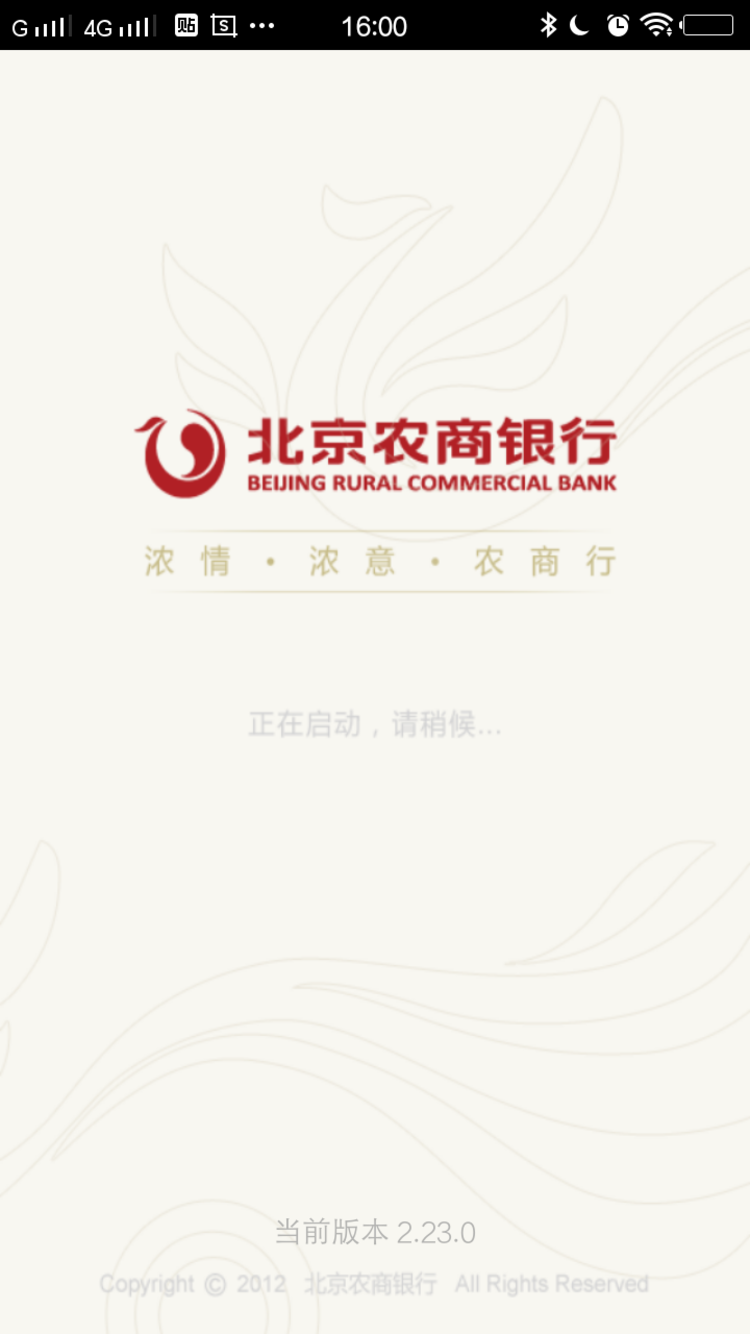 G 4G 贴 S ... 16:00
北京农商银行
BEIJING RURAL COMMERCIAL BANK
浓情·浓意·农商行
正在启动，请稍候...
当前版本 2.23.0
Copyright © 2012 北京农商银行 All Rights Reserved